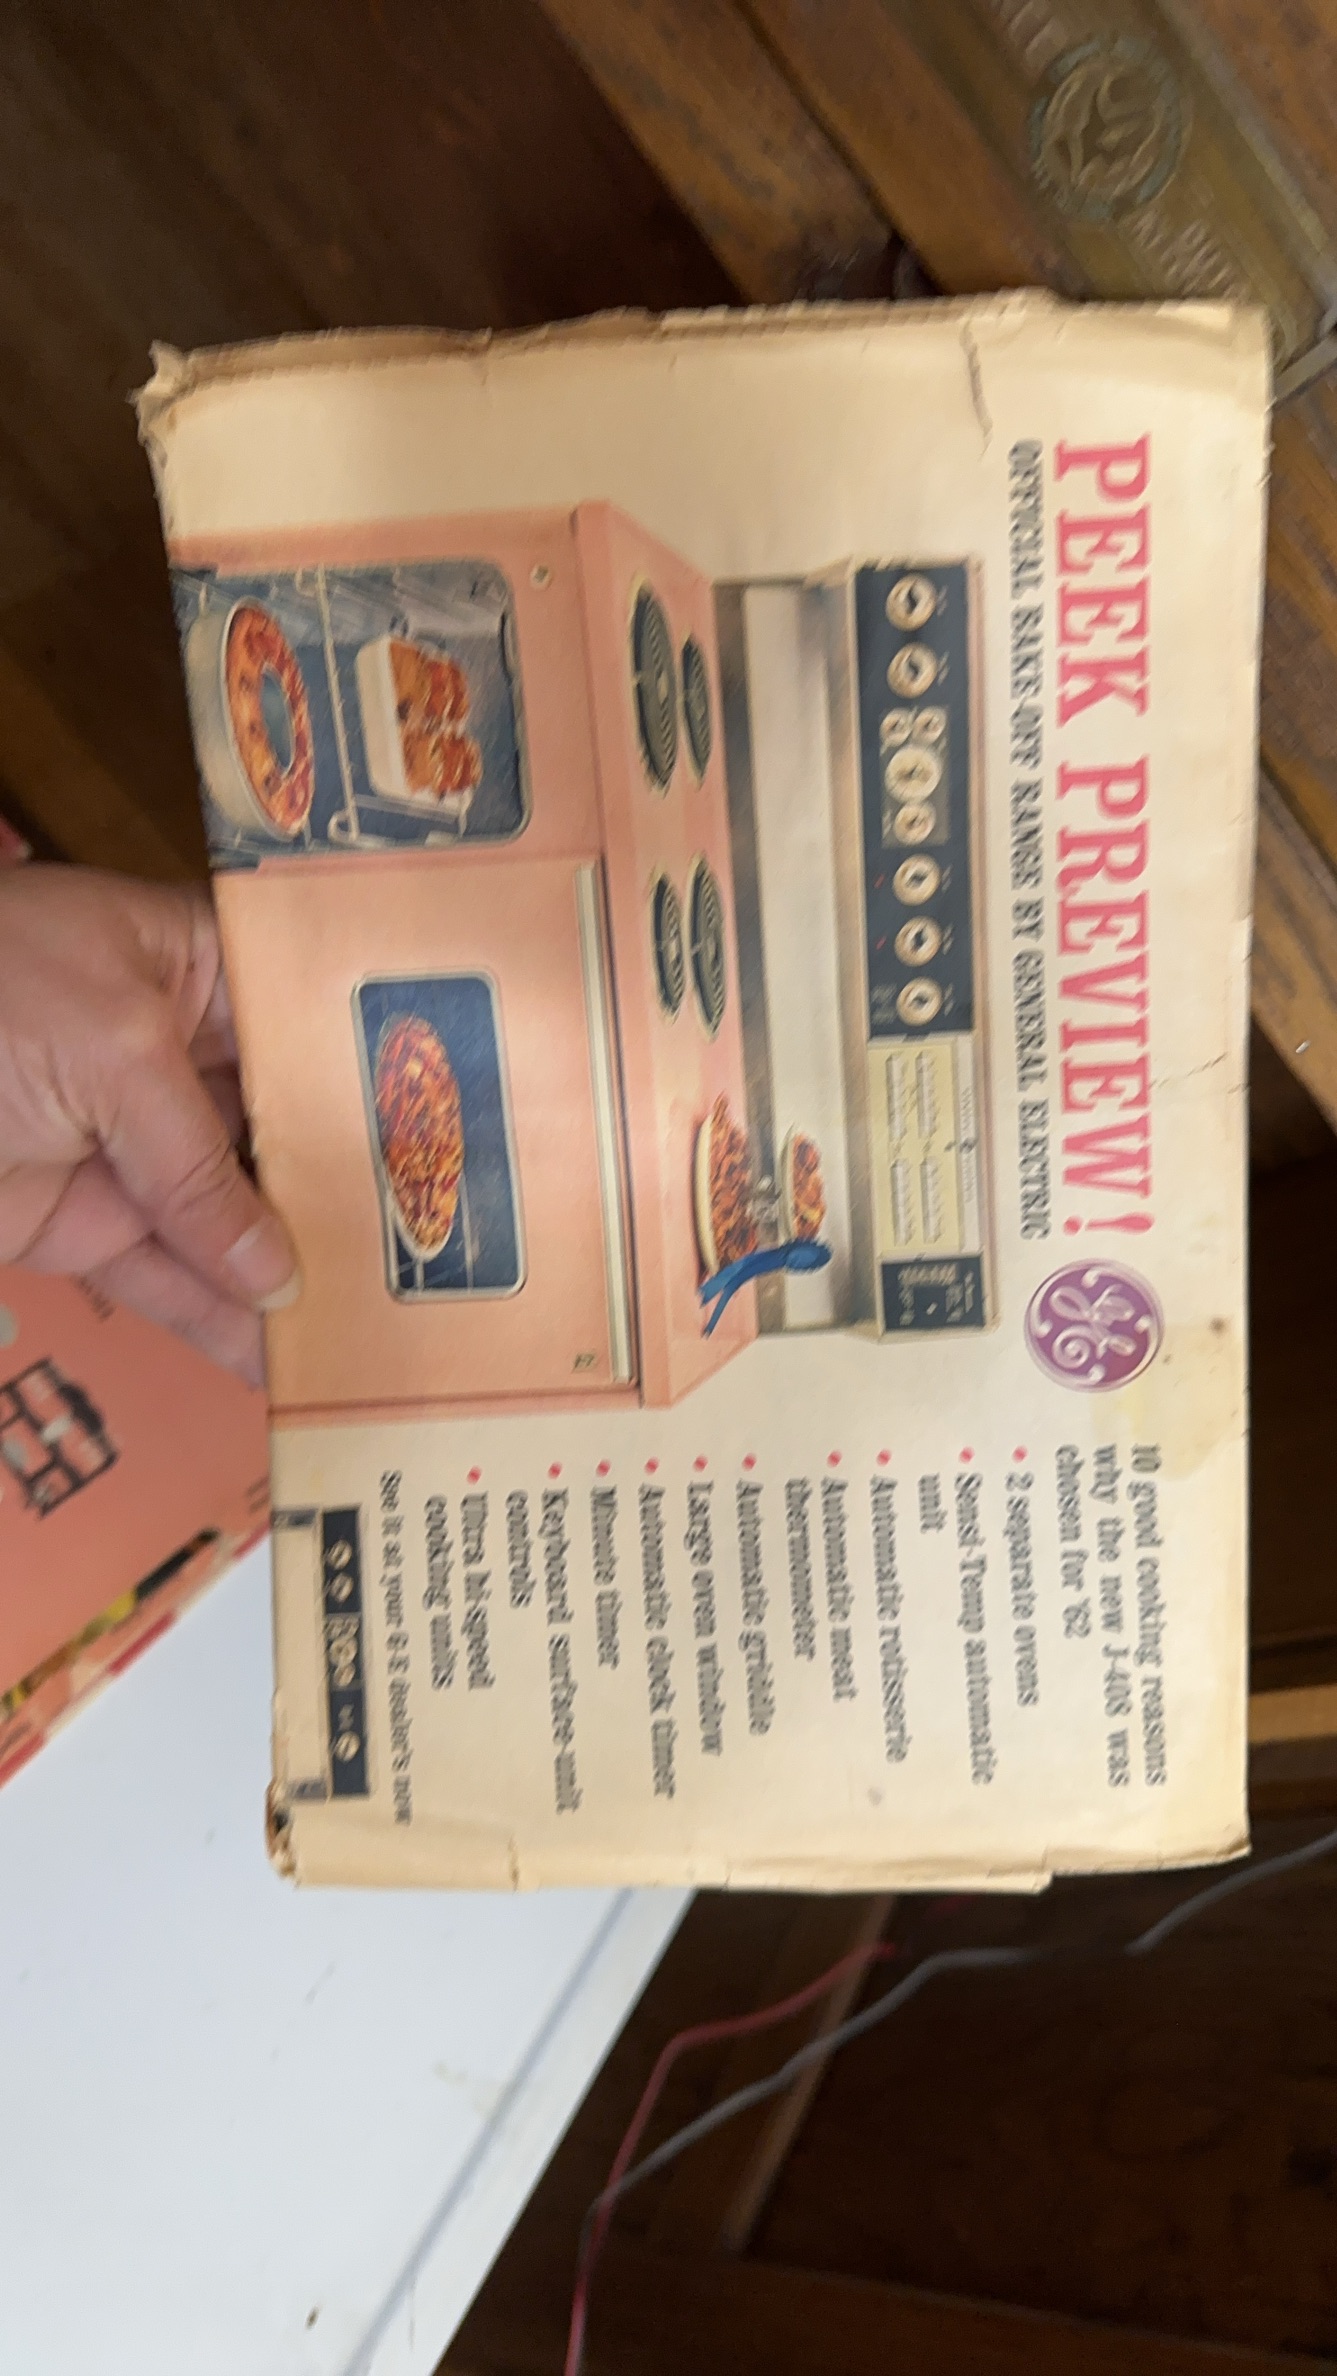 PEEK PREVIEW!
OFFICIAL BAKE-OFF RANGE BY GENERAL ELECTRIC
GE
10 good cooking reasons
why the new J-408 was
chosen for '62
• 2 separate ovens
• Sensi-Temp automatic
unit
• Automatic rotisserie
• Automatic meat
thermometer
• Automatic griddle
• Large oven window
• Automatic clock timer
• Minute timer
• Keyboard surface-unit
controls
• Ultra hi-speed
cooking units
See it at your G-E dealer's now